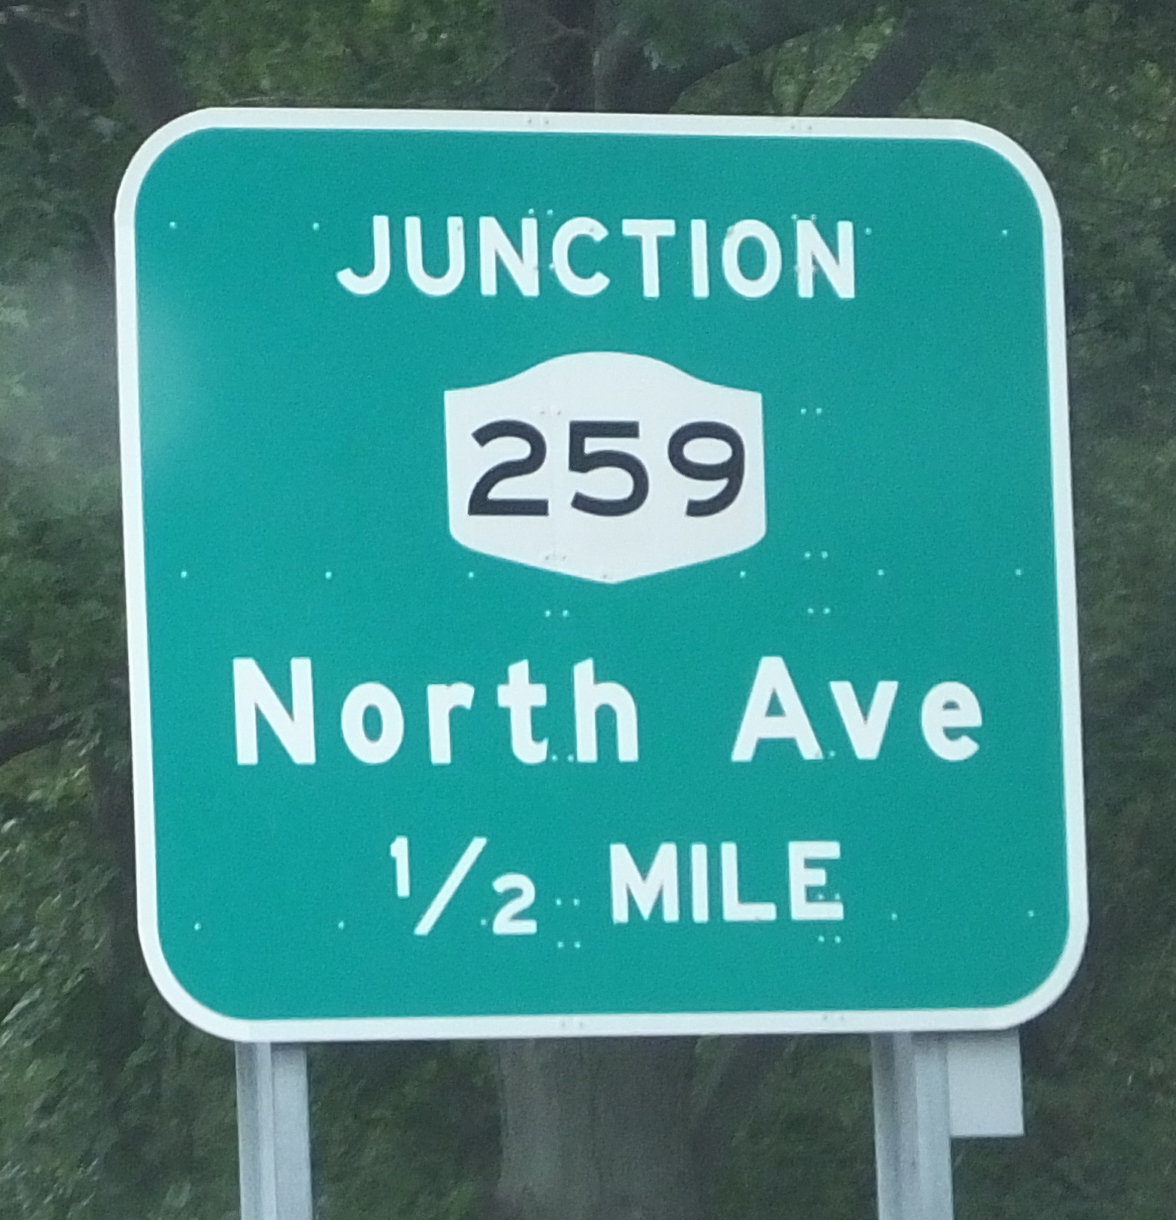 JUNCTION
259
North Ave
1/2 MILE